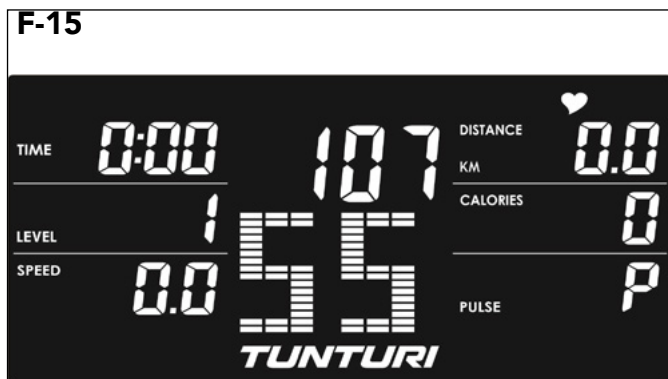 F-15
TIME 0:00
LEVEL 1
SPEED 0.0
107
55
TUNTURI
DISTANCE
KM 0.0
CALORIES 0
PULSE P